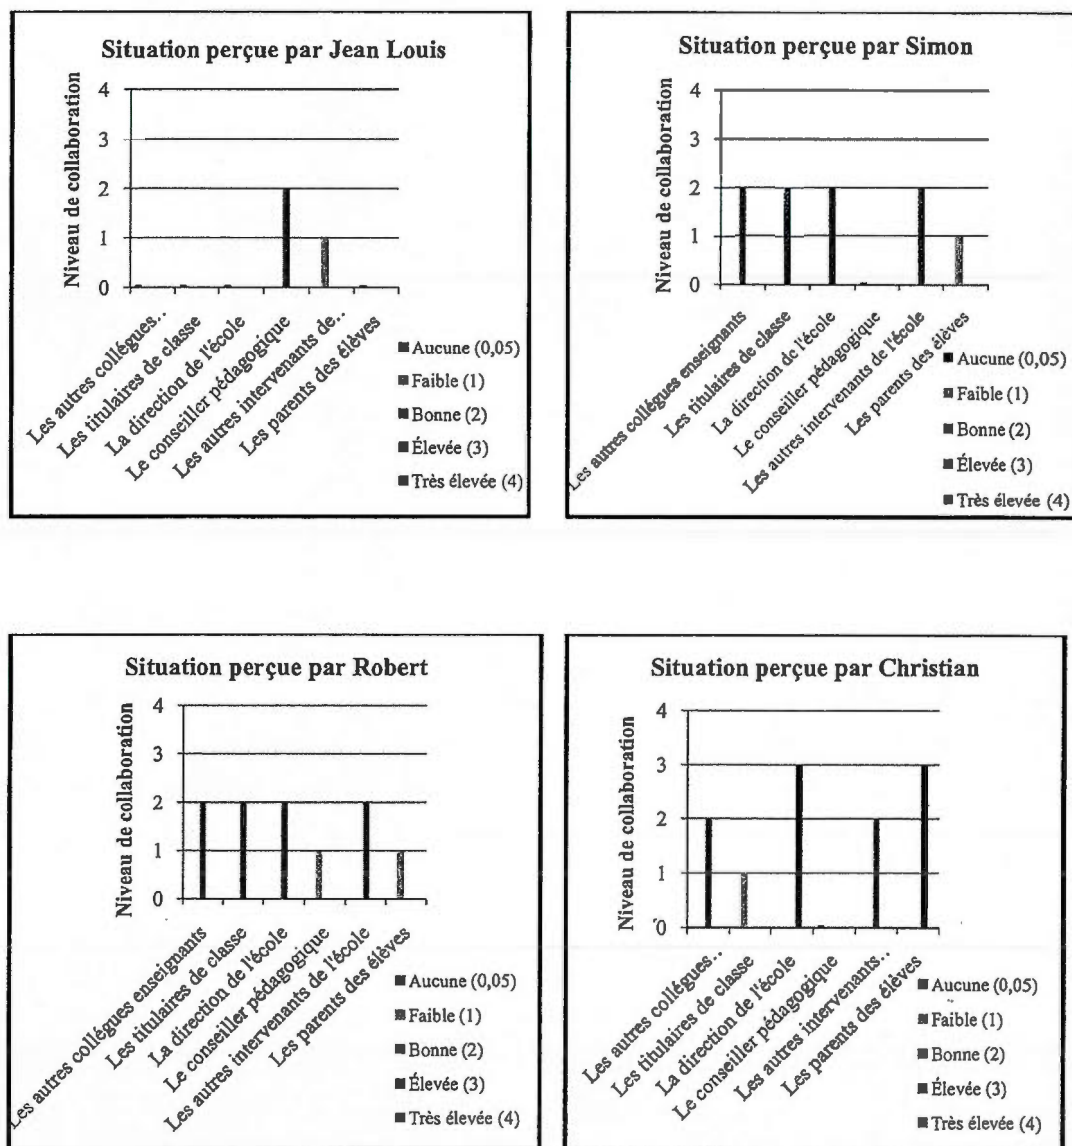 Situation perçue par Jean Louis
Niveau de collaboration
4
3
2
1
0
Les autres collégues..
Les titulaires de classe
La direction de l'école
Le conseiller pédagogique
Les autres intervenants de..
Les parents des élèves
Aucune (0,05)
Faible (1)
Bonne (2)
Élevée (3)
Très élevée (4)
Situation perçue par Simon
Niveau de collaboration
4
3
2
1
0
Les autres collégues enseignants
Les titulaires de classe
La direction de l'école
Le conseiller pédagogique
Les autres intervenants de l'école
Les parents des élèves
Aucune (0,05)
Faible (1)
Bonne (2)
Élevée (3)
Très élevée (4)
Situation perçue par Robert
Niveau de collaboration
4
3
2
1
0
Les autres collégues enseignants
Les titulaires de classe
La direction de l'école
Le conseiller pédagogique
Les autres intervenants de l'école
Les parents des élèves
Aucune (0,05)
Faible (1)
Bonne (2)
Élevée (3)
Très élevée (4)
Situation perçue par Christian
Niveau de collaboration
4
3
2
1
0
Les autres collégues..
Les titulaires de classe
La direction de l'école
Le conseiller pédagogique
Les autres intervenants..
Les parents des élèves
Aucune (0,05)
Faible (1)
Bonne (2)
Élevée (3)
Très élevée (4)